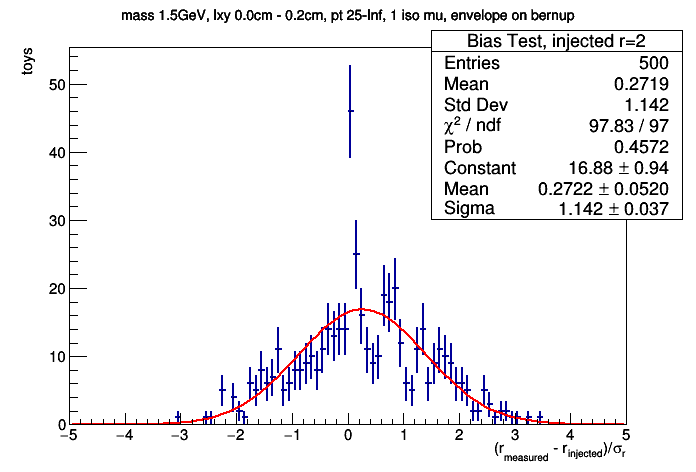 mass 1.5GeV, lxy 0.0cm - 0.2cm, pt 25-Inf, 1 iso mu, envelope on bernup
Bias Test, injected r=2
Entries 500
Mean 0.2719
Std Dev 1.142
χ² / ndf 97.83 / 97
Prob 0.4572
Constant 16.88 ± 0.94
Mean 0.2722 ± 0.0520
Sigma 1.142 ± 0.037
toys
50
40
30
20
10
0
−5 −4 −3 −2 −1 0 1 2 3 4 5
(r_measured - r_injected)/σ_r